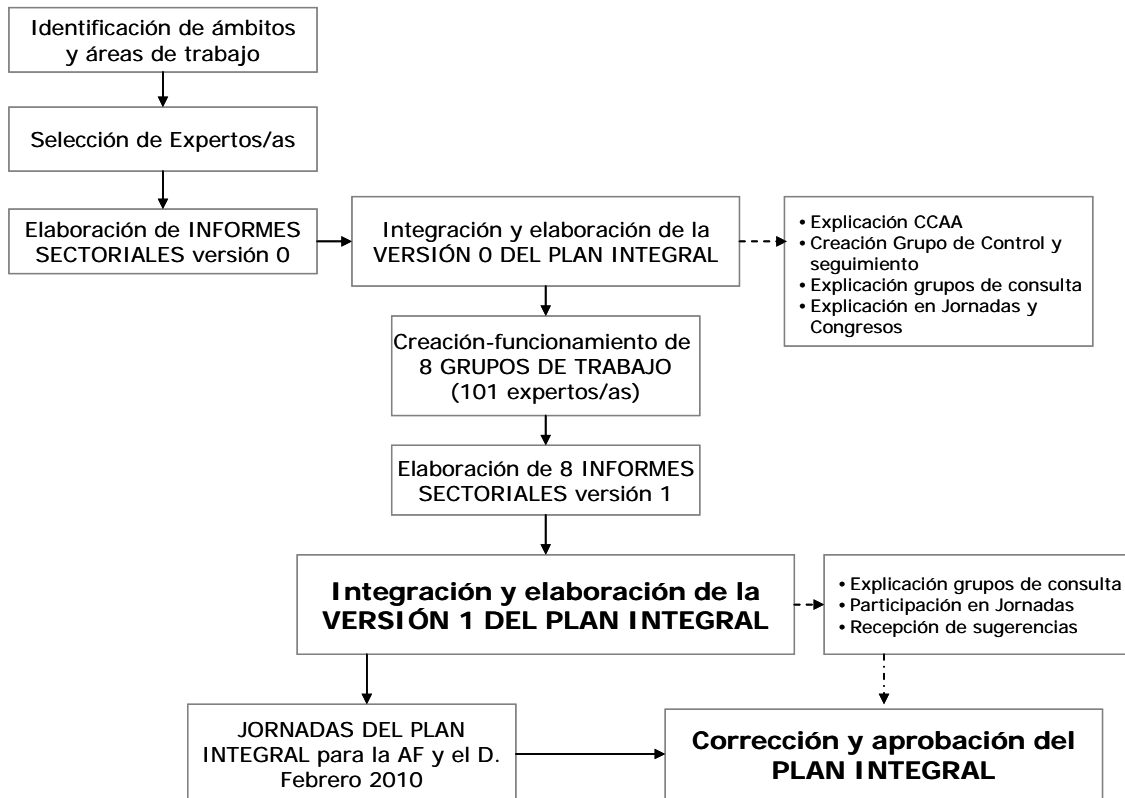 Identificación de ámbitos
y áreas de trabajo
Selección de Expertos/as
Elaboración de INFORMES
SECTORIALES versión 0
Integración y elaboración de la
VERSIÓN 0 DEL PLAN INTEGRAL
• Explicación CCAA
• Creación Grupo de Control y
seguimiento
• Explicación grupos de consulta
• Explicación en Jornadas y
Congresos
Creación-funcionamiento de
8 GRUPOS DE TRABAJO
(101 expertos/as)
Elaboración de 8 INFORMES
SECTORIALES versión 1
Integración y elaboración de la
VERSIÓN 1 DEL PLAN INTEGRAL
• Explicación grupos de consulta
• Participación en Jornadas
• Recepción de sugerencias
JORNADAS DEL PLAN
INTEGRAL para la AF y el D.
Febrero 2010
Corrección y aprobación del
PLAN INTEGRAL